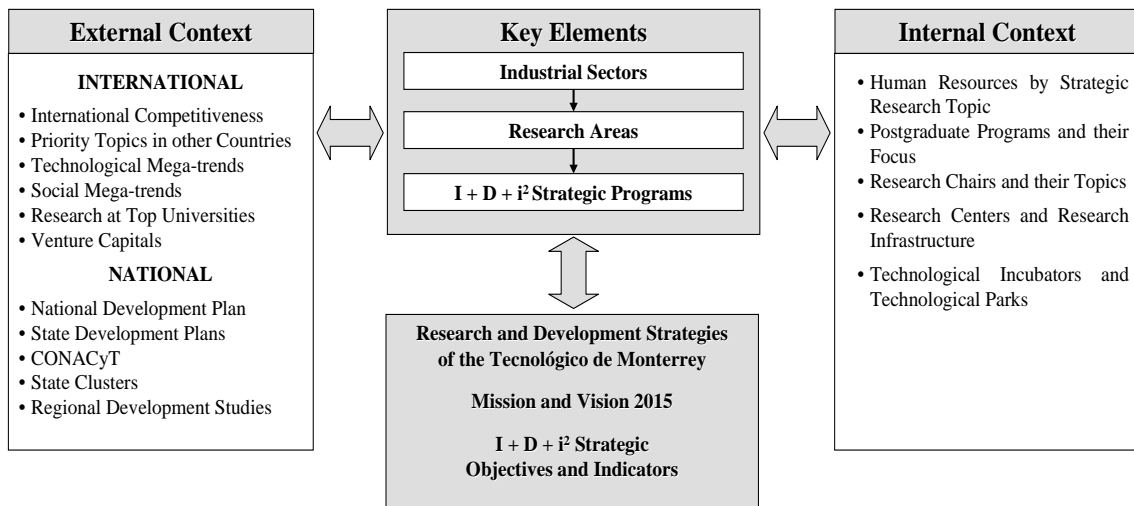 External Context
INTERNATIONAL
• International Competitiveness
• Priority Topics in other Countries
• Technological Mega-trends
• Social Mega-trends
• Research at Top Universities
• Venture Capitals
NATIONAL
• National Development Plan
• State Development Plans
• CONACyT
• State Clusters
• Regional Development Studies
Key Elements
Industrial Sectors
Research Areas
I + D + i² Strategic Programs
Research and Development Strategies
of the Tecnológico de Monterrey
Mission and Vision 2015
I + D + i² Strategic
Objectives and Indicators
Internal Context
• Human Resources by Strategic
Research Topic
• Postgraduate Programs and their
Focus
• Research Chairs and their Topics
• Research Centers and Research
Infrastructure
• Technological Incubators and
Technological Parks